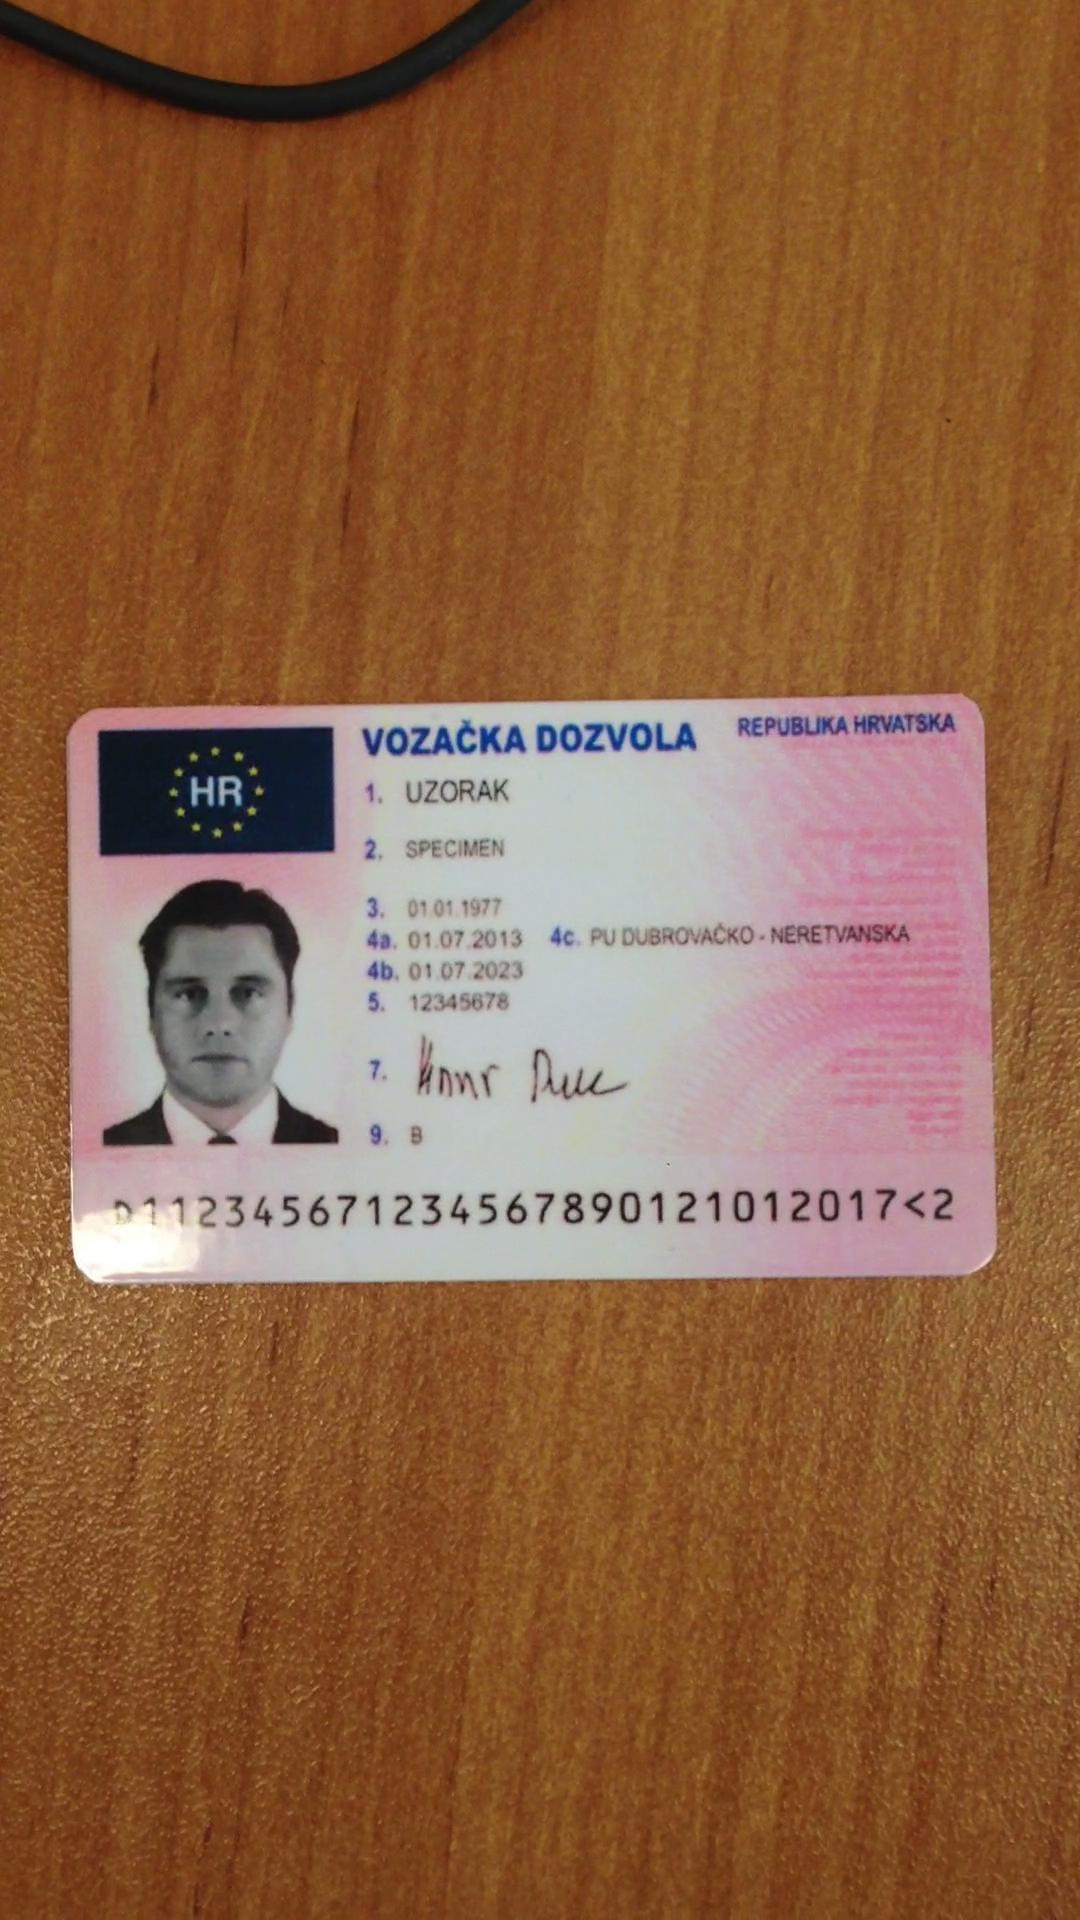 HR
VOZAČKA DOZVOLA REPUBLIKA HRVATSKA
1. UZORAK
2. SPECIMEN
3. 01.01.1977
4a. 01.07.2013 4c. PU DUBROVAČKO - NERETVANSKA
4b. 01.07.2023
5. 12345678
7.
9. B
D112345671234567890121012017<2